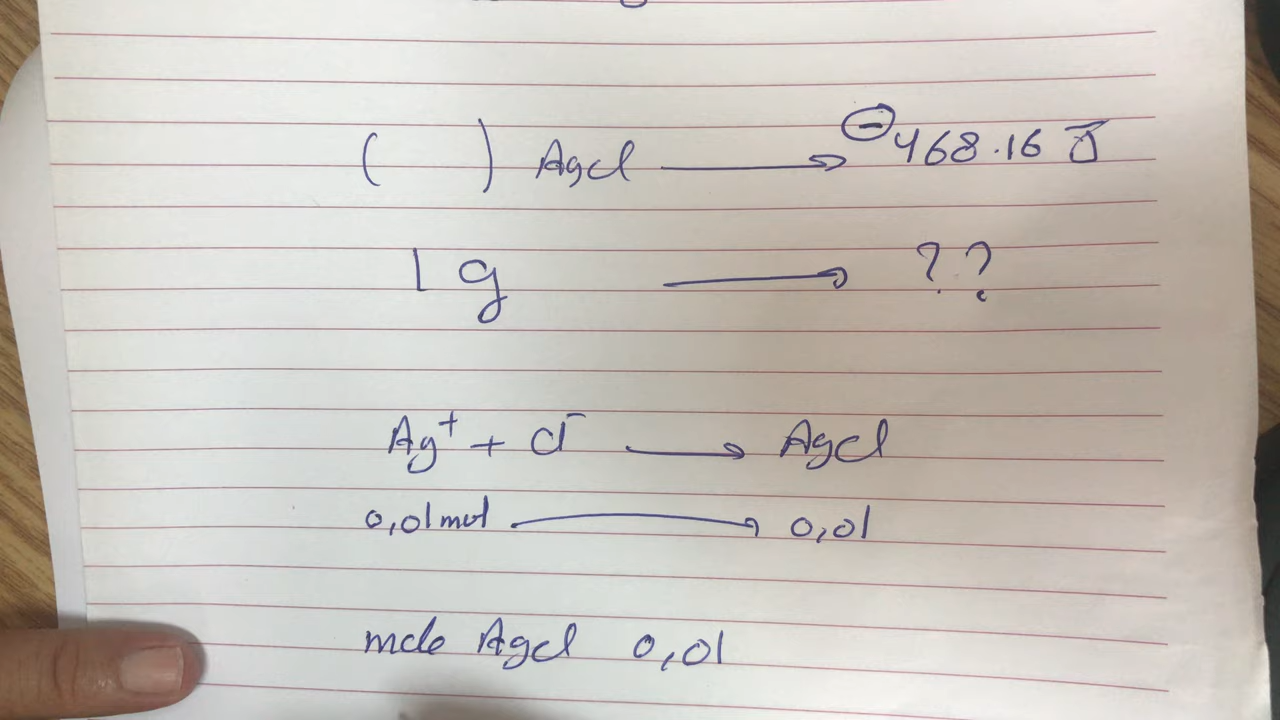 ( ) Agcl → ⊖468.16 J
1 g → ??
Ag⁺ + cl⁻ → Agcl
0,01 mol → 0,01
mole Agcl 0,01